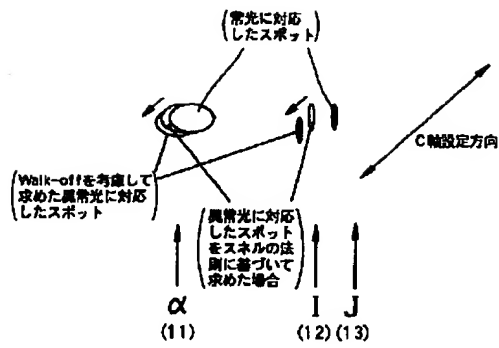 (常光に対応
したスポット)
C軸設定方向
(Walk-offを考慮して
求めた異常光に対応
したスポット)
(異常光に対応
したスポット
をスネルの法
則に基づいて
求めた場合)
α
(11)
I
(12)
J
(13)